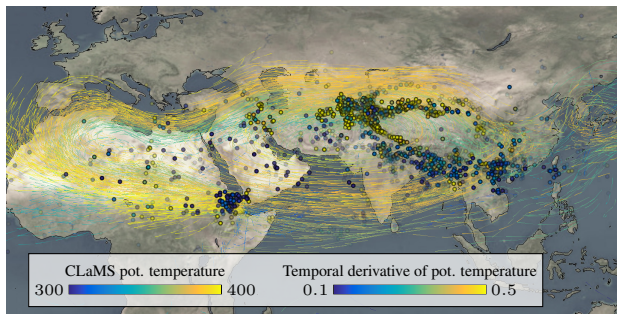 CLaMS pot. temperature
300 400
Temporal derivative of pot. temperature
0.1 0.5